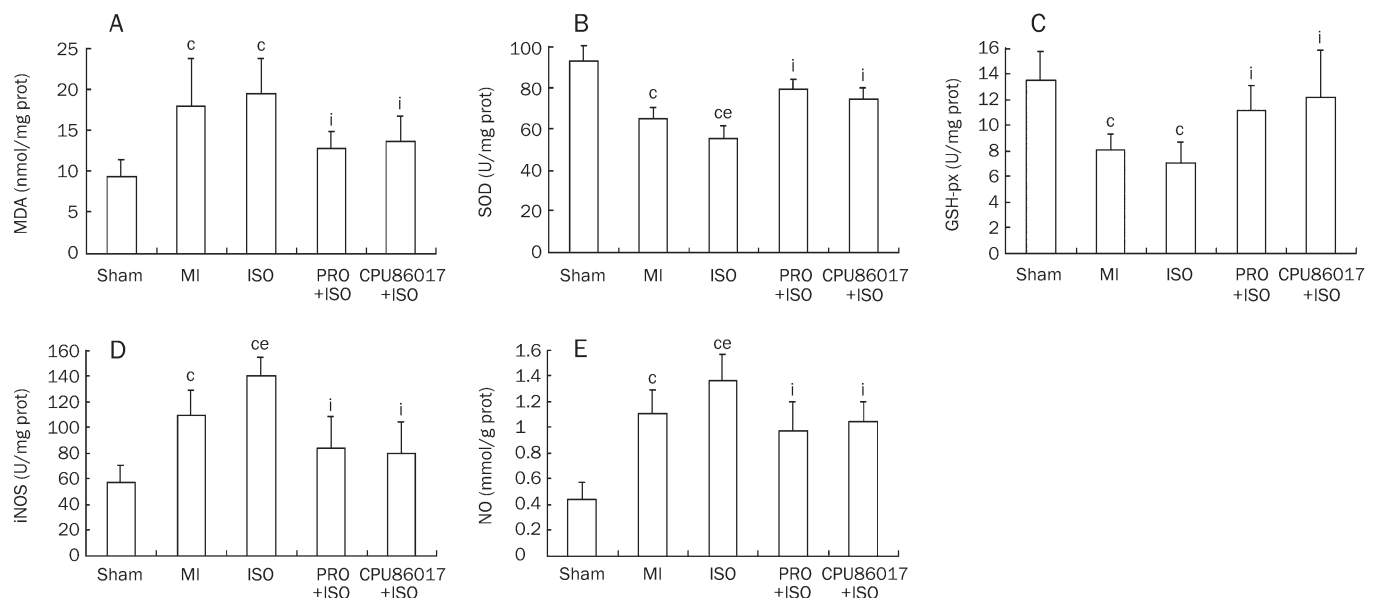 A
c c
i i
25
20
15
10
5
0
MDA (nmol/mg prot)
Sham MI ISO PRO CPU86017
+ISO +ISO
B
c
ce
i
i
100
80
60
40
20
0
SOD (U/mg prot)
Sham MI ISO PRO CPU86017
+ISO +ISO
C
c
c
i
i
16
14
12
10
8
6
4
2
0
GSH-px (U/mg prot)
Sham MI ISO PRO CPU86017
+ISO +ISO
D
c
ce
i i
160
140
120
100
80
60
40
20
0
iNOS (U/mg prot)
Sham MI ISO PRO CPU86017
+ISO +ISO
E
c
ce
i i
1.6
1.4
1.2
1
0.8
0.6
0.4
0.2
0
NO (mmol/g prot)
Sham MI ISO PRO CPU86017
+ISO +ISO